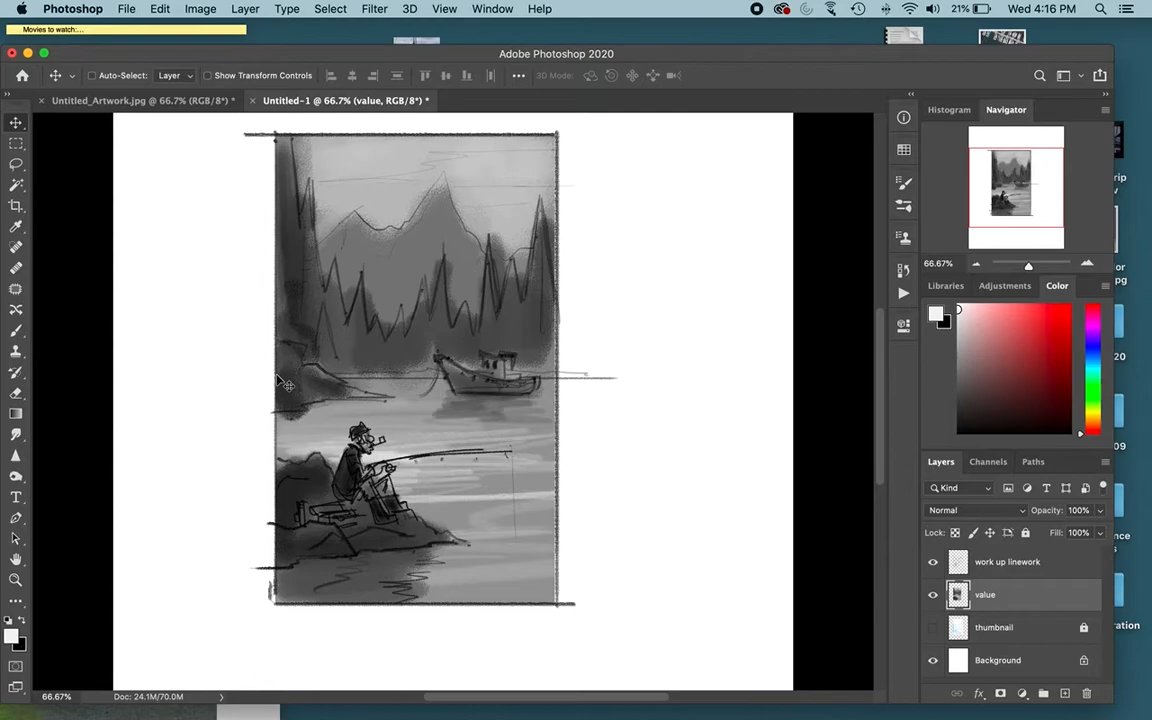 Photoshop File Edit Image Layer Type Select Filter 3D View Window Help 21% Wed 4:16 PM
Movies to watch:...
Adobe Photoshop 2020
Auto-Select: Layer Show Transform Controls 3D Mode:
Untitled_Artwork.jpg @ 66.7% (RGB/8*) * Untitled-1 @ 66.7% (value, RGB/8*) *
Histogram Navigator
66.67%
Libraries Adjustments Color
Layers Channels Paths
Kind
Normal Opacity: 100%
Lock: Fill: 100%
work up linework
value
thumbnail
Background
66.67% Doc: 24.1M/70.0M